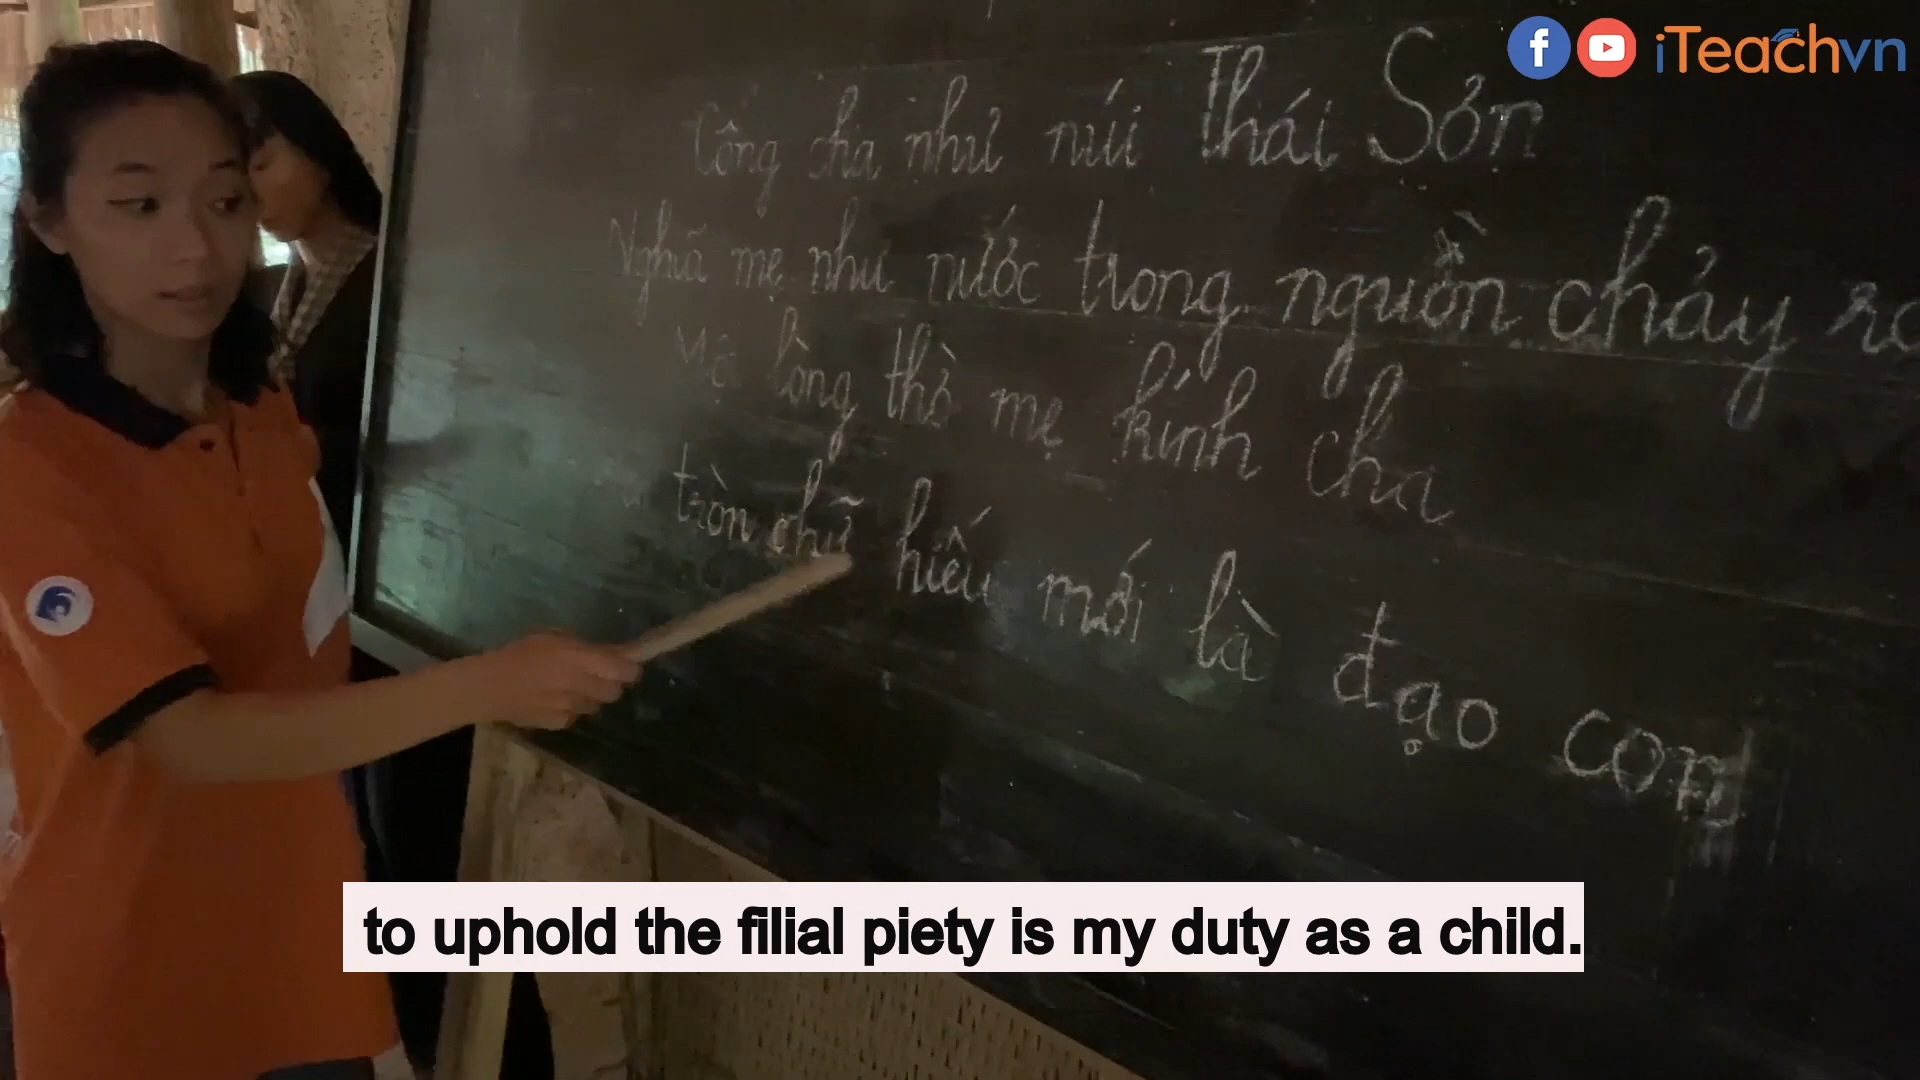 f iTeachvn
Công cha như núi Thái Sơn
Nghĩa mẹ như nước trong nguồn chảy ra
Một lòng thờ mẹ kính cha
tròn chữ hiếu mới là đạo con
to uphold the filial piety is my duty as a child.